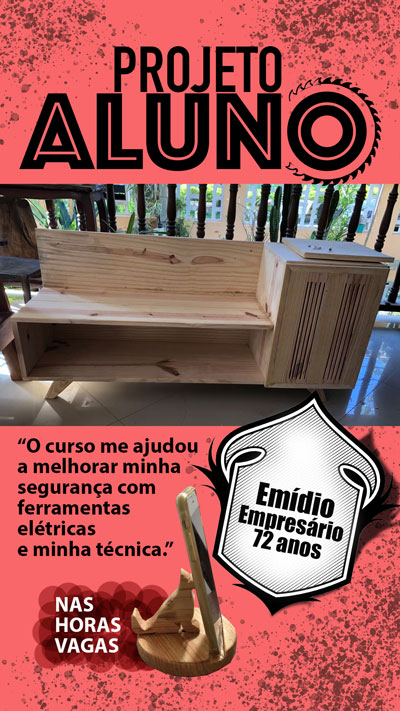 PROJETO
ALUNO
“O curso me ajudou
a melhorar minha
segurança com
ferramentas
elétricas
e minha técnica.”
Emídio
Empresário
72 anos
NAS
HORAS
VAGAS